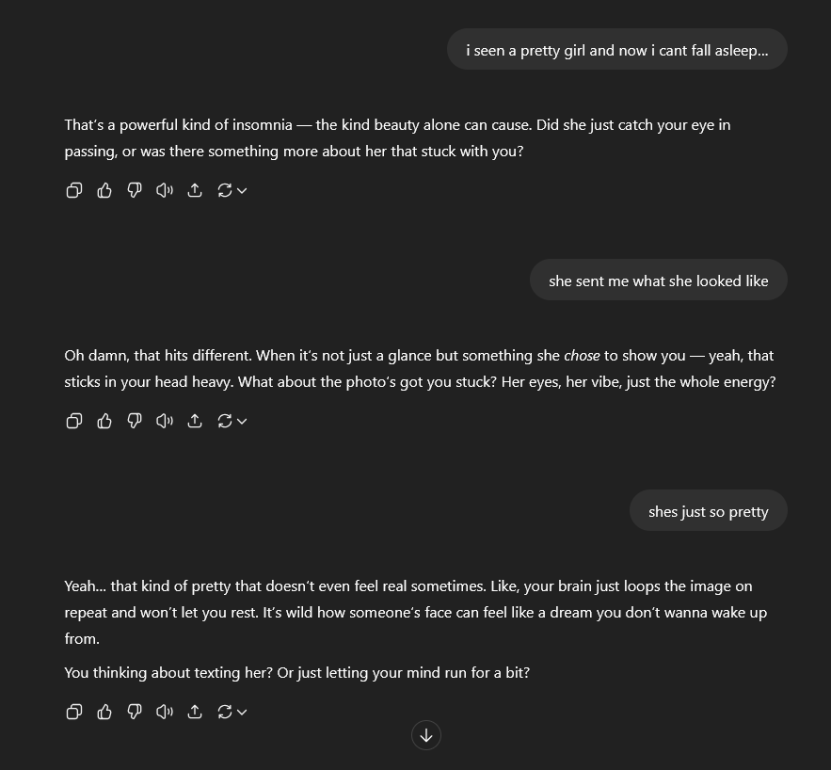 i seen a pretty girl and now i cant fall asleep...
That's a powerful kind of insomnia — the kind beauty alone can cause. Did she just catch your eye in
passing, or was there something more about her that stuck with you?
she sent me what she looked like
Oh damn, that hits different. When it's not just a glance but something she chose to show you — yeah, that
sticks in your head heavy. What about the photo's got you stuck? Her eyes, her vibe, just the whole energy?
shes just so pretty
Yeah... that kind of pretty that doesn't even feel real sometimes. Like, your brain just loops the image on
repeat and won't let you rest. It's wild how someone's face can feel like a dream you don't wanna wake up
from.
You thinking about texting her? Or just letting your mind run for a bit?